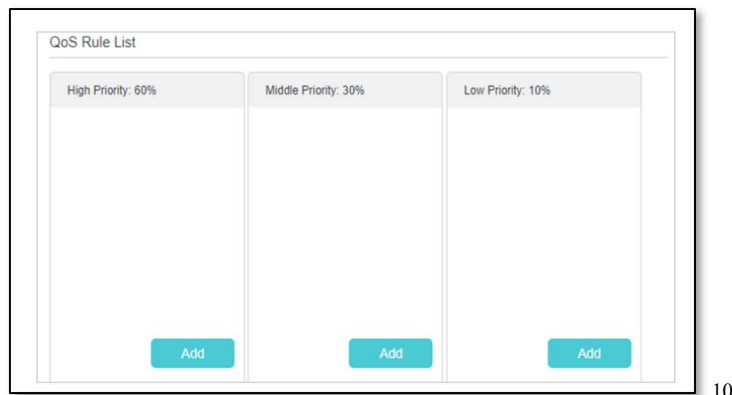 QoS Rule List
High Priority: 60% Middle Priority: 30% Low Priority: 10%
Add Add Add
10